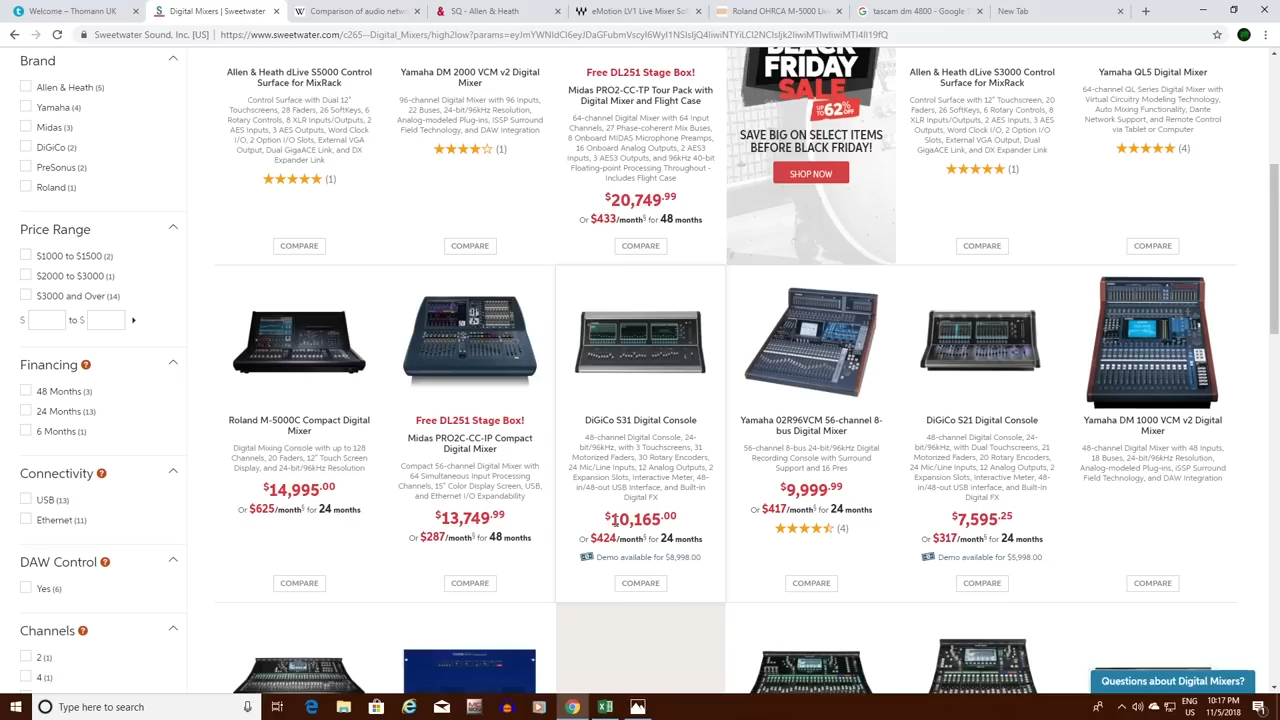 Welcome – Thomann UK
Digital Mixers | Sweetwater
Comparison of digital
SQ - Allen & Heath
eMotion LV1 Live
Roland OHRCA M-5000 Live
tascam dm 4800 - Google S
New Tab
Sweetwater Sound, Inc. [US] | https://www.sweetwater.com/c265--Digital_Mixers/high2low?params=
Brand
Allen & Heath
Yamaha (4)
Midas (3)
DiGiCo (2)
PreSonus (2)
Roland (1)
Price Range
$1000 to $1500 (2)
$2000 to $3000 (1)
$3000 and Over (14)
$ to $
Financing ?
48 Months (3)
24 Months (13)
6 Months (1)
Connectivity ?
USB (13)
Ethernet (11)
DAW Control ?
Yes (6)
Channels ?
2
4 (1)
Allen & Heath dLive S5000 Control
Surface for MixRack
Control Surface with Dual 12"
Touchscreens, 28 Faders, 26 SoftKeys, 6
Rotary Controls, 8 XLR Inputs/Outputs, 2
AES Inputs, 3 AES Outputs, Word Clock
I/O, 2 Option I/O Slots, External VGA
Output, Dual GigaACE Link, and DX
Expander Link
(1)
COMPARE
Yamaha DM 2000 VCM v2 Digital
Mixer
96-channel Digital Mixer with 96 Inputs,
22 Buses, 24-bit/96kHz Resolution,
Analog-modeled Plug-ins, iSSP Surround
Field Technology, and DAW Integration
(1)
COMPARE
Free DL251 Stage Box!
Midas PRO2-CC-TP Tour Pack with
Digital Mixer and Flight Case
64-channel Digital Mixer with 64 Input
Channels, 27 Phase-coherent Mix Buses,
8 Onboard MIDAS Microphone Preamps,
16 Onboard Analog Outputs, 2 AES3
Inputs, 3 AES3 Outputs, and 96kHz 40-bit
Floating-point Processing Throughout -
Includes Flight Case
$20,749.99
Or $433/month§ for 48 months
COMPARE
BLACK
FRIDAY
SALE
UP TO 62% OFF
SAVE BIG ON SELECT ITEMS
BEFORE BLACK FRIDAY!
SHOP NOW
Allen & Heath dLive S3000 Control
Surface for MixRack
Control Surface with 12" Touchscreen, 20
Faders, 26 SoftKeys, 6 Rotary Controls, 8
XLR Inputs/Outputs, 2 AES Inputs, 3 AES
Outputs, Word Clock I/O, 2 Option I/O
Slots, External VGA Output, Dual
GigaACE Link, and DX Expander Link
(1)
COMPARE
Yamaha QL5 Digital Mixer
64-channel QL Series Digital Mixer with
Virtual Circuitry Modeling Technology,
Auto Mixing Functionality, Dante
Network Support, and Remote Control
via Tablet or Computer
(4)
COMPARE
Roland M-5000C Compact Digital
Mixer
Digital Mixing Console with up to 128
Channels, 20 Faders, 12" Touch Screen
Display, and 24-bit/96kHz Resolution
$14,995.00
Or $625/month§ for 24 months
COMPARE
Free DL251 Stage Box!
Midas PRO2C-CC-IP Compact
Digital Mixer
Compact 56-channel Digital Mixer with
64 Simultaneous Input Processing
Channels, 15" Color Display Screen, USB,
and Ethernet I/O Expandability
$13,749.99
Or $287/month§ for 48 months
COMPARE
DiGiCo S31 Digital Console
48-channel Digital Console, 24-
bit/96kHz, with 3 Touchscreens, 31
Motorized Faders, 30 Rotary Encoders,
24 Mic/Line Inputs, 12 Analog Outputs, 2
Expansion Slots, Interactive Meter, 48-
in/48-out USB Interface, and Built-in
Digital FX
$10,165.00
Or $424/month§ for 24 months
Demo available for $8,998.00
COMPARE
Yamaha 02R96VCM 56-channel 8-
bus Digital Mixer
56-channel 8-bus 24-bit/96kHz Digital
Recording Console with Surround
Support and 16 Pres
$9,999.99
Or $417/month§ for 24 months
(4)
COMPARE
DiGiCo S21 Digital Console
48-channel Digital Console, 24-
bit/96kHz, with Dual Touchscreens, 21
Motorized Faders, 20 Rotary Encoders,
24 Mic/Line Inputs, 12 Analog Outputs, 2
Expansion Slots, Interactive Meter, 48-
in/48-out USB Interface, and Built-in
Digital FX
$7,595.25
Or $317/month§ for 24 months
Demo available for $5,998.00
COMPARE
Yamaha DM 1000 VCM v2 Digital
Mixer
48-channel Digital Mixer with 48 Inputs,
18 Buses, 24-bit/96kHz Resolution,
Analog-modeled Plug-ins, iSSP Surround
Field Technology, and DAW Integration
COMPARE
Questions about Digital Mixers?
Type here to search
ENG
US
10:17 PM
11/5/2018